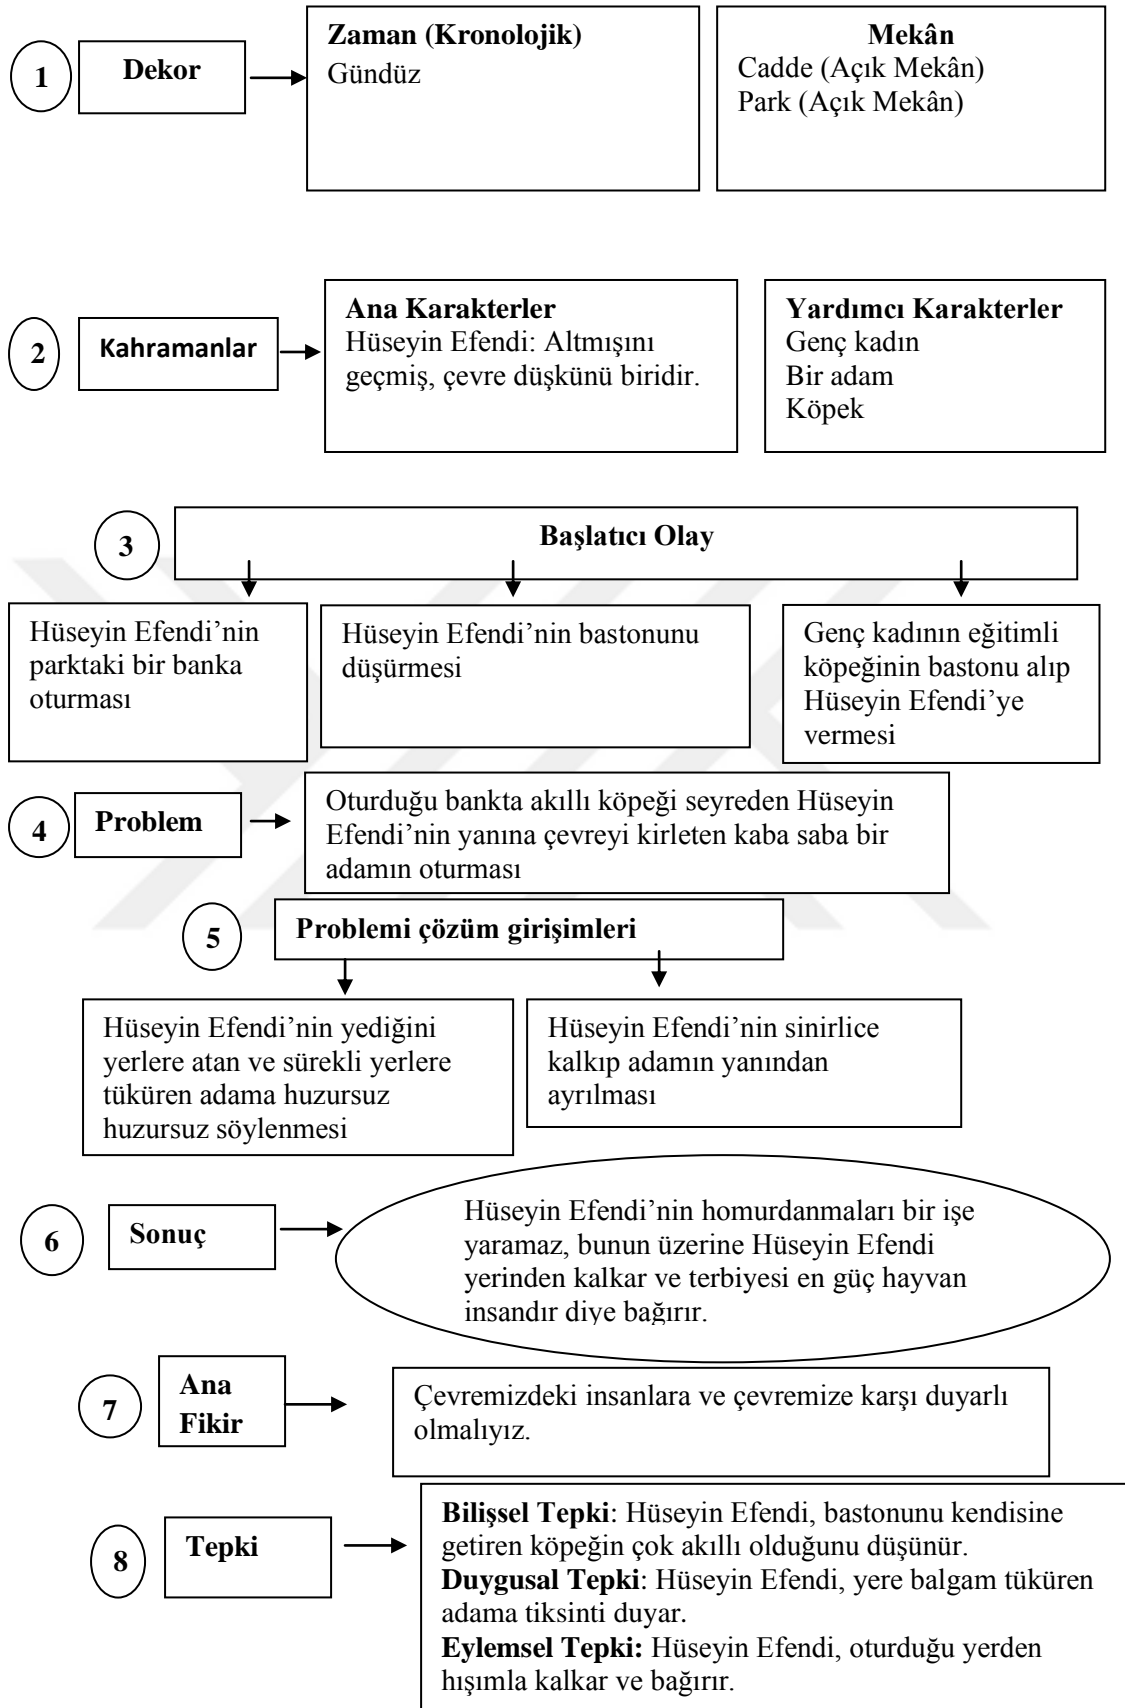 1
Dekor
Zaman (Kronolojik)
Gündüz
Mekân
Cadde (Açık Mekân)
Park (Açık Mekân)
2
Kahramanlar
Ana Karakterler
Hüseyin Efendi: Altmışını
geçmiş, çevre düşkünü biridir.
Yardımcı Karakterler
Genç kadın
Bir adam
Köpek
3
Başlatıcı Olay
Hüseyin Efendi’nin
parktaki bir banka
oturması
Hüseyin Efendi’nin bastonunu
düşürmesi
Genç kadının eğitimli
köpeğinin bastonu alıp
Hüseyin Efendi’ye
vermesi
4
Problem
Oturduğu bankta akıllı köpeği seyreden Hüseyin
Efendi’nin yanına çevreyi kirleten kaba saba bir
adamın oturması
5
Problemi çözüm girişimleri
Hüseyin Efendi’nin yediğini
yerlere atan ve sürekli yerlere
tüküren adama huzursuz
huzursuz söylenmesi
Hüseyin Efendi’nin sinirlice
kalkıp adamın yanından
ayrılması
6
Sonuç
Hüseyin Efendi’nin homurdanmaları bir işe
yaramaz, bunun üzerine Hüseyin Efendi
yerinden kalkar ve terbiyesi en güç hayvan
insandır diye bağırır.
7
Ana
Fikir
Çevremizdeki insanlara ve çevremize karşı duyarlı
olmalıyız.
8
Tepki
Bilişsel Tepki: Hüseyin Efendi, bastonunu kendisine
getiren köpeğin çok akıllı olduğunu düşünür.
Duygusal Tepki: Hüseyin Efendi, yere balgam tüküren
adama tiksinti duyar.
Eylemsel Tepki: Hüseyin Efendi, oturduğu yerden
hışımla kalkar ve bağırır.